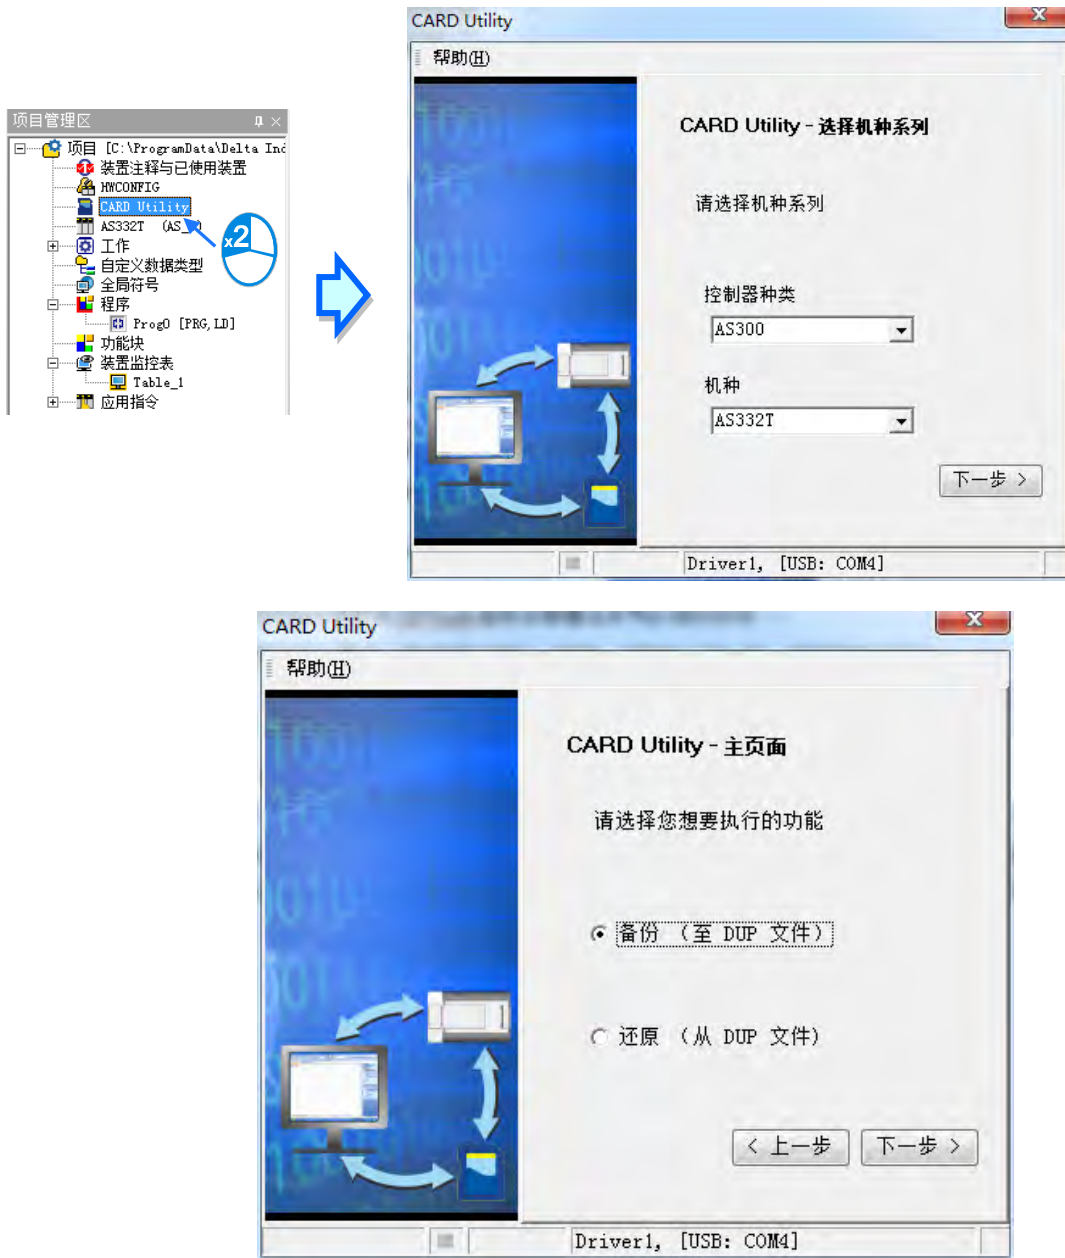 CARD Utility
帮助(H)
项目管理区
项目 [C:\ProgramData\Delta Ind
装置注释与已使用装置
HWCONFIG
CARD Utility
AS332T (AS_
工作
自定义数据类型
全局符号
程序
Prog0 [PRG,LD]
功能块
装置监控表
Table_1
应用指令
x2
CARD Utility - 选择机种系列
请选择机种系列
控制器种类
AS300
机种
AS332T
下一步 >
Driver1, [USB: COM4]
CARD Utility
帮助(H)
CARD Utility - 主页面
请选择您想要执行的功能
备份 （至 DUP 文件）
还原 （从 DUP 文件）
< 上一步 下一步 >
Driver1, [USB: COM4]